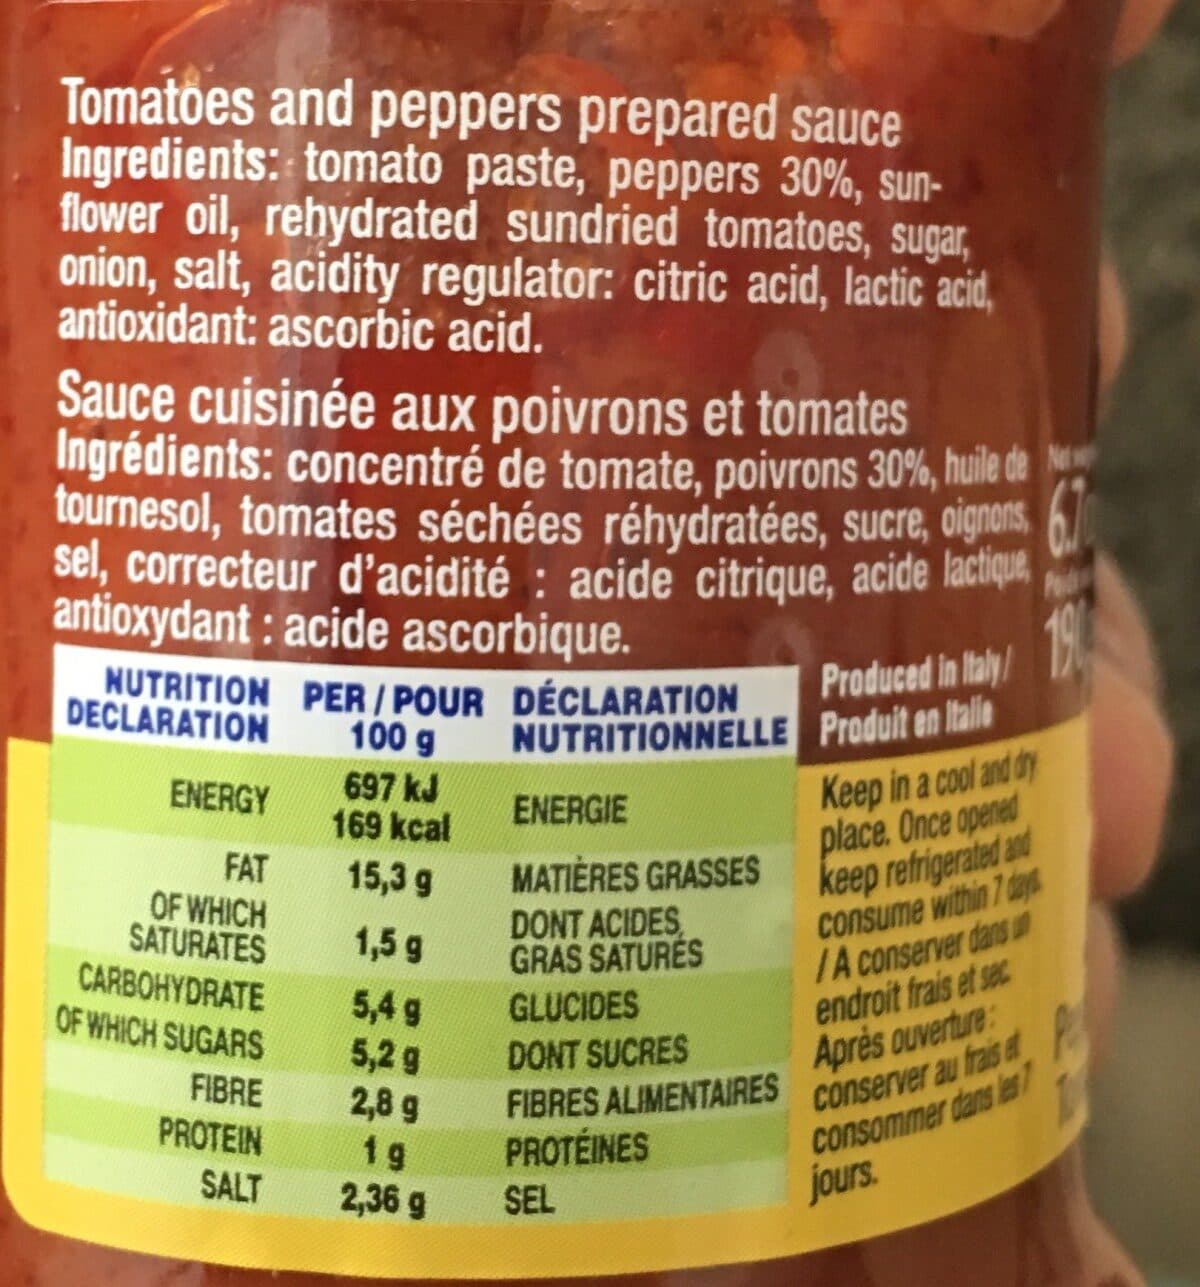 Tomatoes and peppers prepared sauce
Ingredients: tomato paste, peppers 30%, sun-
flower oil, rehydrated sundried tomatoes, sugar,
onion, salt, acidity regulator: citric acid, lactic acid,
antioxidant: ascorbic acid.
Sauce cuisinée aux poivrons et tomates
Ingrédients: concentré de tomate, poivrons 30%, huile de
tournesol, tomates séchées réhydratées, sucre, oignons,
sel, correcteur d'acidité : acide citrique, acide lactique,
antioxydant : acide ascorbique.
Net
6.7
190
Produced in Italy/
Produit en Italie
NUTRITION DECLARATION PER / POUR 100 g DÉCLARATION NUTRITIONNELLE
ENERGY 697 kJ 169 kcal ENERGIE
FAT 15,3 g MATIÈRES GRASSES
OF WHICH SATURATES 1,5 g DONT ACIDES GRAS SATURÉS
CARBOHYDRATE 5,4 g GLUCIDES
OF WHICH SUGARS 5,2 g DONT SUCRES
FIBRE 2,8 g FIBRES ALIMENTAIRES
PROTEIN 1 g PROTÉINES
SALT 2,36 g SEL
Keep in a cool and dry
place. Once opened
keep refrigerated and
consume within 7 days.
/ A conserver dans un
endroit frais et sec.
Après ouverture :
conserver au frais et
consommer dans les 7
jours.